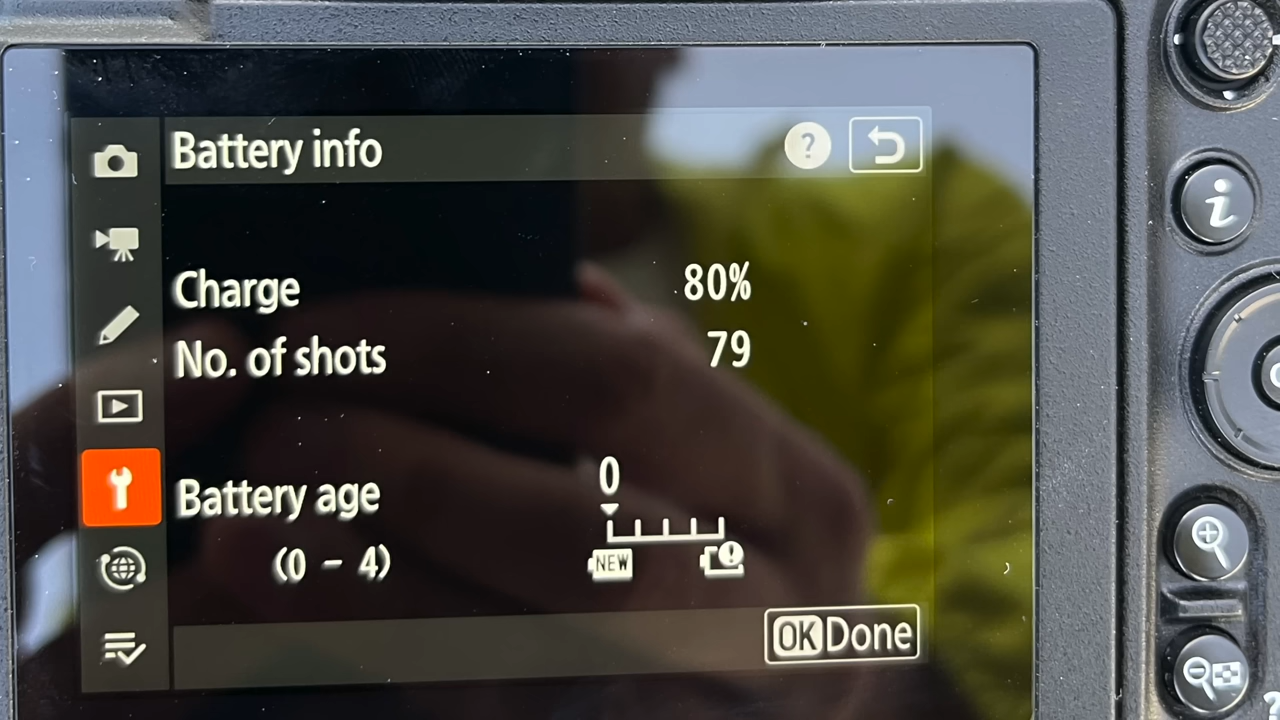 Battery info ?
Charge 80%
No. of shots 79
Battery age 0
(0 - 4) NEW !
OK Done
i